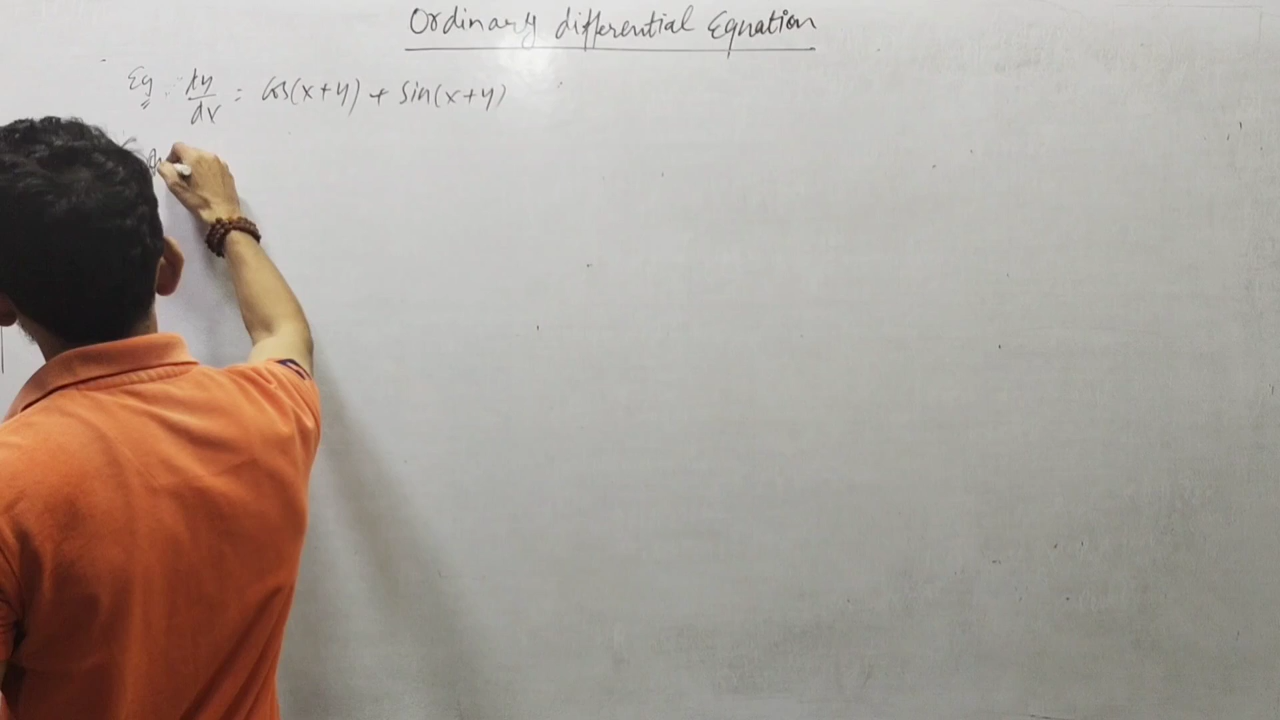 Ordinary differential Equation
Eg. dy/dx = cos(x+y) + sin(x+y)